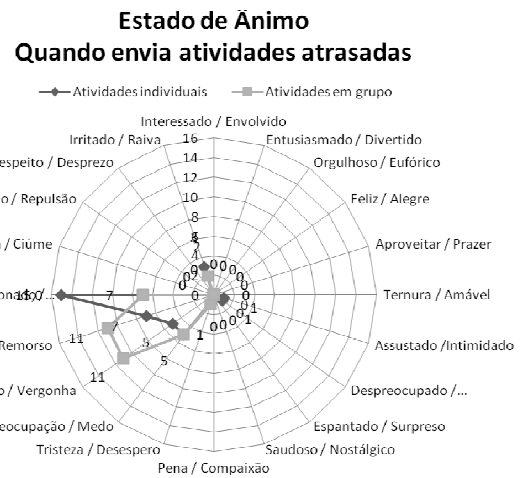 Estado de Ânimo
Quando envia atividades atrasadas
Atividades individuais
Atividades em grupo
Interessado / Envolvido
Irritado / Raiva
Entusiasmado / Divertido
espeito / Desprezo
Orgulhoso / Eufórico
o / Repulsão
Feliz / Alegre
/ Ciúme
Aproveitar / Prazer
Ternura / Amável
Remorso
Assustado /Intimidado
o / Vergonha
Despreocupado /...
eocupação / Medo
Espantado / Surpreso
Tristeza / Desespero
Saudoso / Nostálgico
Pena / Compaixão
16
14
12
10
8
6
4
2
0
7
11
7
11
9
5
1